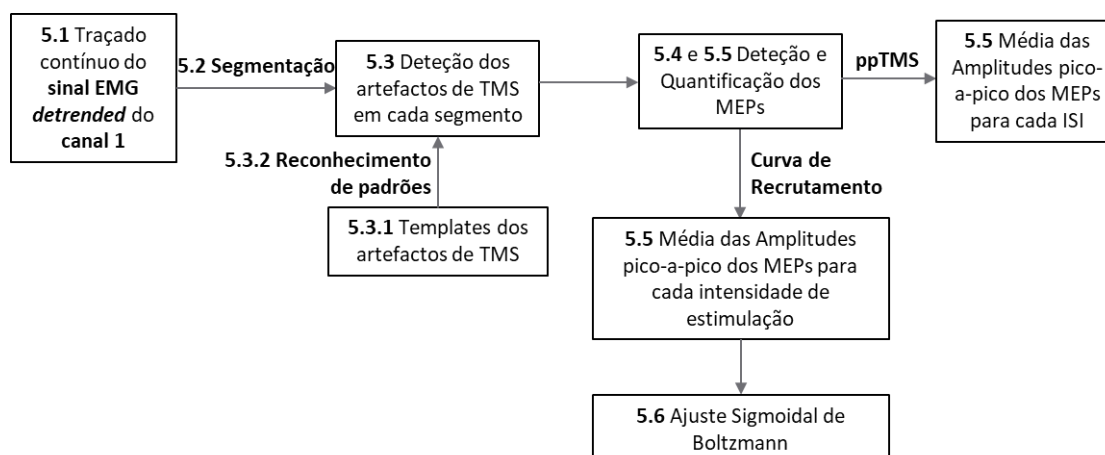 5.1 Traçado
contínuo do
sinal EMG
detrended do
canal 1
5.2 Segmentação
5.3 Deteção dos
artefactos de TMS
em cada segmento
5.3.2 Reconhecimento
de padrões
5.3.1 Templates dos
artefactos de TMS
5.4 e 5.5 Deteção e
Quantificação dos
MEPs
ppTMS
5.5 Média das
Amplitudes pico-
a-pico dos MEPs
para cada ISI
Curva de
Recrutamento
5.5 Média das Amplitudes
pico-a-pico dos MEPs para
cada intensidade de
estimulação
5.6 Ajuste Sigmoidal de
Boltzmann